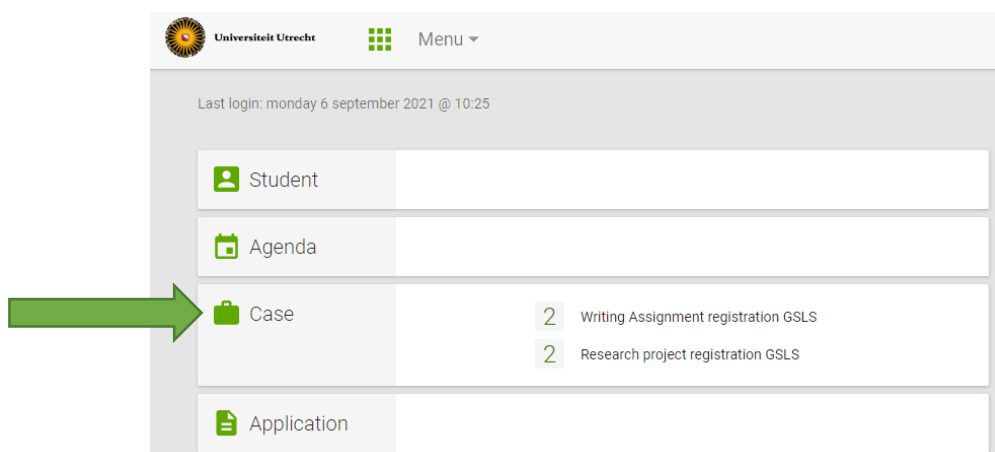 Universiteit Utrecht Menu
Last login: monday 6 september 2021 @ 10:25
Student
Agenda
Case
2 Writing Assignment registration GSLS
2 Research project registration GSLS
Application